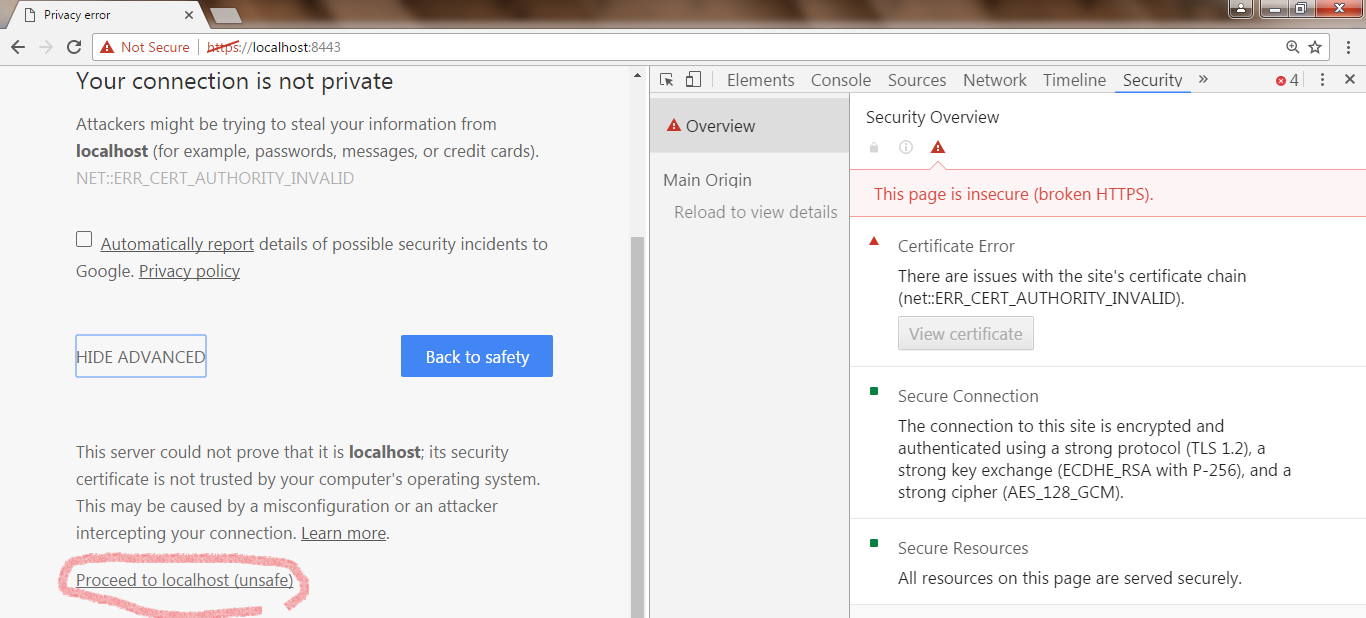 Privacy error
Not Secure https://localhost:8443
Your connection is not private
Attackers might be trying to steal your information from
localhost (for example, passwords, messages, or credit cards).
NET::ERR_CERT_AUTHORITY_INVALID
Automatically report details of possible security incidents to
Google. Privacy policy
HIDE ADVANCED
Back to safety
This server could not prove that it is localhost; its security
certificate is not trusted by your computer's operating system.
This may be caused by a misconfiguration or an attacker
intercepting your connection. Learn more.
Proceed to localhost (unsafe)
Elements Console Sources Network Timeline Security » 4
Overview
Main Origin
Reload to view details
Security Overview
This page is insecure (broken HTTPS).
Certificate Error
There are issues with the site's certificate chain
(net::ERR_CERT_AUTHORITY_INVALID).
View certificate
Secure Connection
The connection to this site is encrypted and
authenticated using a strong protocol (TLS 1.2), a
strong key exchange (ECDHE_RSA with P-256), and a
strong cipher (AES_128_GCM).
Secure Resources
All resources on this page are served securely.